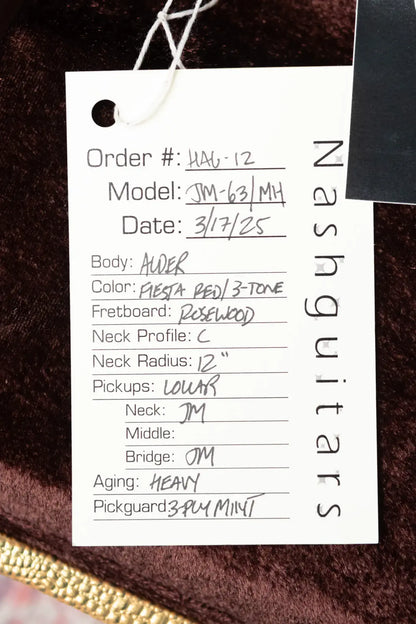 Order #: HAG-12
Model: JM-63/MH
Date: 3/17/25
Body: ALDER
Color: FIESTA RED/3-TONE
Fretboard: ROSEWOOD
Neck Profile: C
Neck Radius: 12"
Pickups: LOLLAR
Neck: JM
Middle:
Bridge: JM
Aging: HEAVY
Pickguard: 3-PLY MINT
Nashguitars